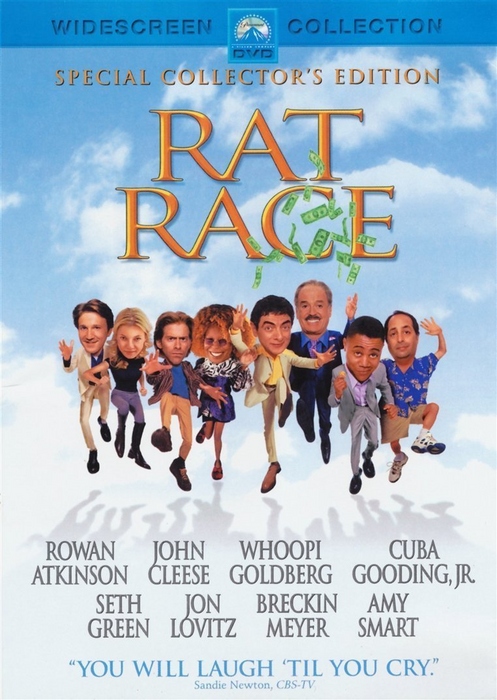 WIDESCREEN Paramount DVD COLLECTION
SPECIAL COLLECTOR'S EDITION
RAT
RACE
ROWAN JOHN WHOOPI CUBA
ATKINSON CLEESE GOLDBERG GOODING, JR.
SETH JON BRECKIN AMY
GREEN LOVITZ MEYER SMART
"YOU WILL LAUGH 'TIL YOU CRY."
Sandie Newton, CBS-TV